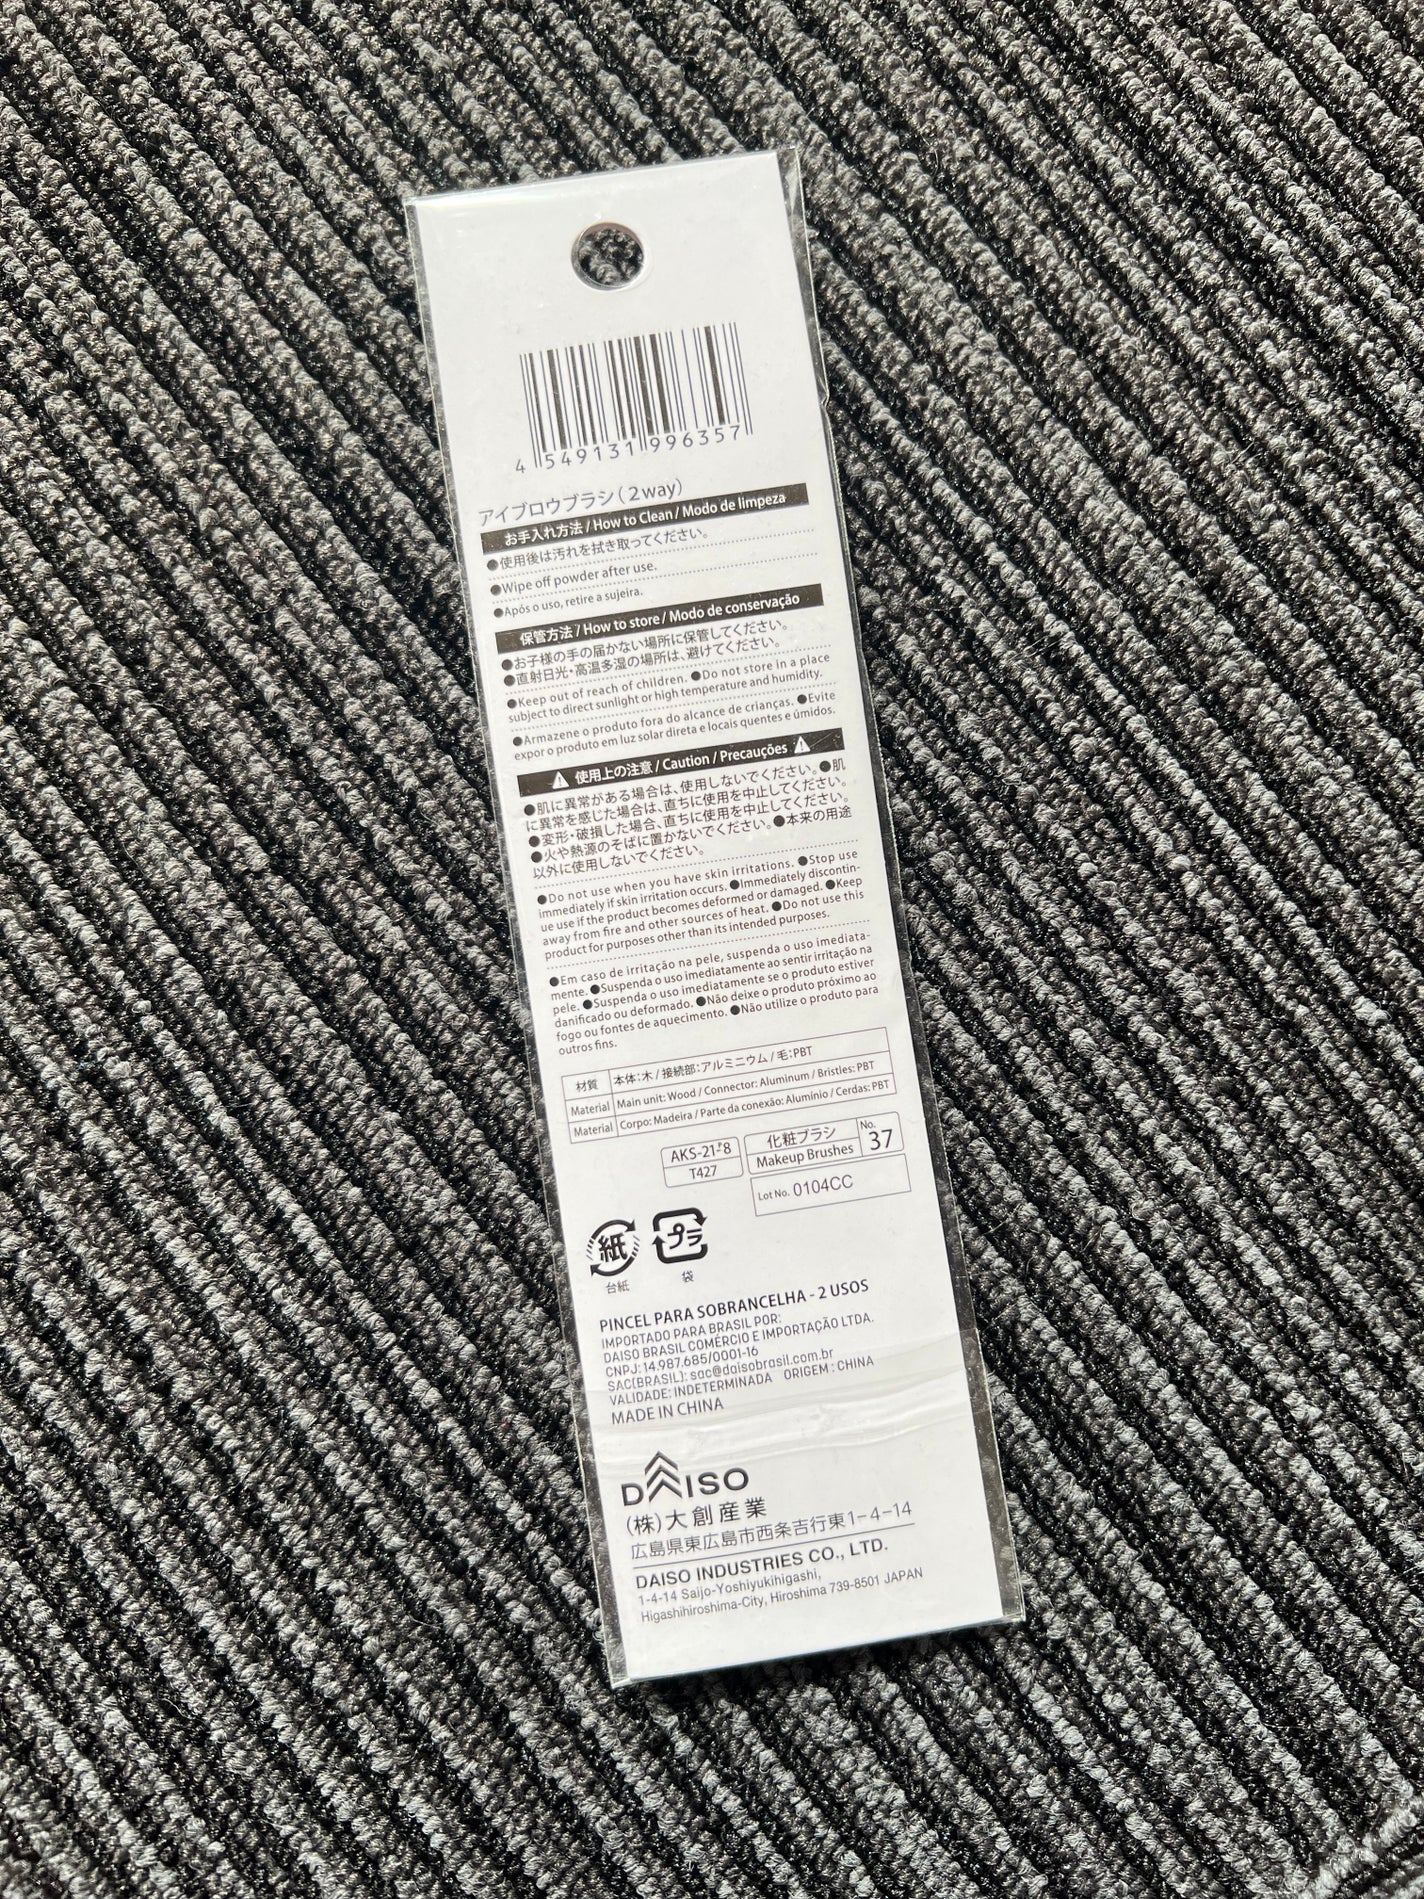 4 549131 996357
アイブロウブラシ(2way)
お手入れ方法 / How to Clean / Modo de limpeza
●使用後は汚れを拭き取ってください。
●Wipe off powder after use.
●Após o uso, retire a sujeira.
保管方法 / How to store / Modo de conservação
●お子様の手の届かない場所に保管してください。
●直射日光・高温多湿の場所は、避けてください。
●Keep out of reach of children. ●Do not store in a place
subject to direct sunlight or high temperature and humidity.
●Armazene o produto fora do alcance de crianças. ●Evite
expor o produto em luz solar direta e locais quentes e úmidos.
⚠ 使用上の注意 / Caution / Precauções ⚠
●肌に異常がある場合は、使用しないでください。●肌
に異常を感じた場合は、直ちに使用を中止してください。
●変形・破損した場合、直ちに使用を中止してください。
●火や熱源のそばに置かないでください。●本来の用途
以外に使用しないでください。
●Do not use when you have skin irritations. ●Stop use
immediately if skin irritation occurs. ●Immediately discontin-
ue use if the product becomes deformed or damaged. ●Keep
away from fire and other sources of heat. ●Do not use this
product for purposes other than its intended purposes.
●Em caso de irritação na pele, suspenda o uso imediata-
mente. ●Suspenda o uso imediatamente ao sentir irritação na
pele. ●Suspenda o uso imediatamente se o produto estiver
danificado ou deformado. ●Não deixe o produto próximo ao
fogo ou fontes de aquecimento. ●Não utilize o produto para
outros fins.
材質 本体:木 / 接続部:アルミニウム / 毛:PBT
Material Main unit: Wood / Connector: Aluminum / Bristles: PBT
Material Corpo: Madeira / Parte da conexão: Alumínio / Cerdas: PBT
AKS-21-8
T427
化粧ブラシ
Makeup Brushes
No.
37
Lot No. 0104CC
紙
プラ
台紙
袋
PINCEL PARA SOBRANCELHA - 2 USOS
IMPORTADO PARA BRASIL POR:
DAISO BRASIL COMÉRCIO E IMPORTAÇÃO LTDA.
CNPJ: 14.987.685/0001-16
SAC(BRASIL): sac@daisobrasil.com.br
VALIDADE: INDETERMINADA ORIGEM : CHINA
MADE IN CHINA
DAISO
(株)大創産業
広島県東広島市西条吉行東1-4-14
DAISO INDUSTRIES CO., LTD.
1-4-14 Saijo-Yoshiyukihigashi,
Higashihiroshima-City, Hiroshima 739-8501 JAPAN